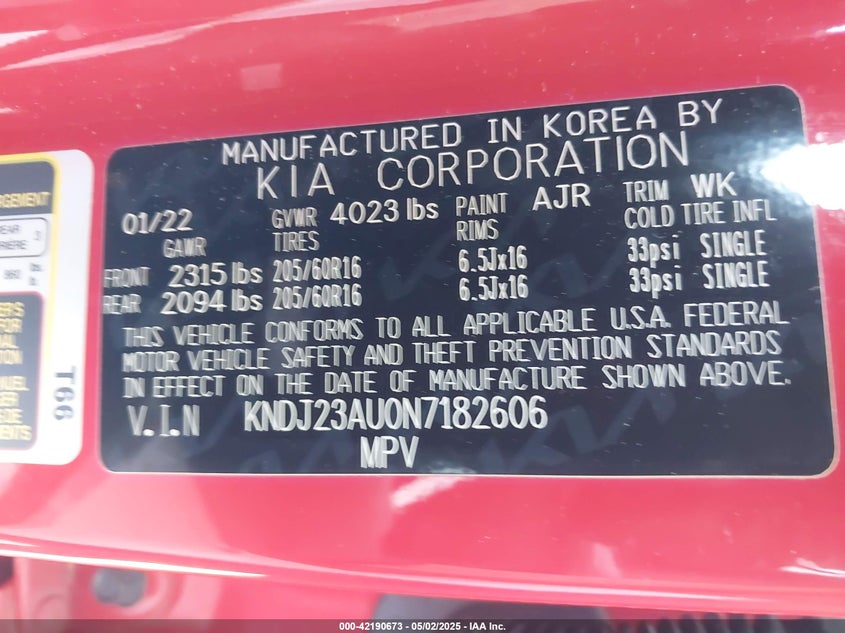 MANUFACTURED IN KOREA BY
KIA CORPORATION
01/22 GVWR 4023 lbs PAINT AJR TRIM WK
GAWR TIRES RIMS COLD TIRE INFL
FRONT 2315 lbs 205/60R16 6.5Jx16 33psi SINGLE
REAR 2094 lbs 205/60R16 6.5Jx16 33psi SINGLE
THIS VEHICLE CONFORMS TO ALL APPLICABLE U.S.A. FEDERAL
MOTOR VEHICLE SAFETY AND THEFT PREVENTION STANDARDS
IN EFFECT ON THE DATE OF MANUFACTURE SHOWN ABOVE.
V.I.N KNDJ23AU0N7182606
MPV
T66
000-42190673 - 05/02/2025 - IAA Inc.